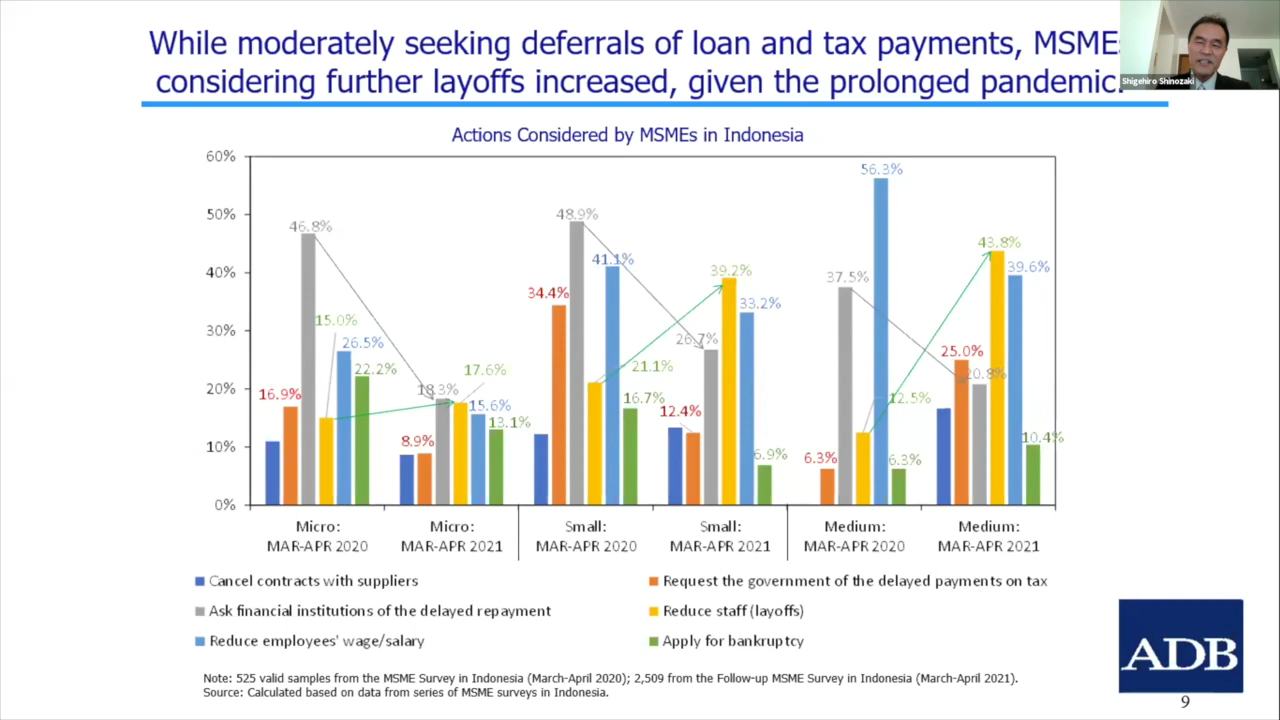 While moderately seeking deferrals of loan and tax payments, MSMEs
considering further layoffs increased, given the prolonged pandemic.
Shigehiro Shinozaki
Actions Considered by MSMEs in Indonesia
60%
50%
40%
30%
20%
10%
0%
16.9%
46.8%
15.0%
26.5%
22.2%
8.9%
18.3%
17.6%
15.6%
13.1%
34.4%
48.9%
21.1%
41.1%
16.7%
12.4%
26.7%
39.2%
33.2%
6.9%
6.3%
37.5%
12.5%
56.3%
6.3%
25.0%
20.8%
43.8%
39.6%
10.4%
Micro:
MAR-APR 2020
Micro:
MAR-APR 2021
Small:
MAR-APR 2020
Small:
MAR-APR 2021
Medium:
MAR-APR 2020
Medium:
MAR-APR 2021
Cancel contracts with suppliers
Request the government of the delayed payments on tax
Ask financial institutions of the delayed repayment
Reduce staff (layoffs)
Reduce employees' wage/salary
Apply for bankruptcy
Note: 525 valid samples from the MSME Survey in Indonesia (March-April 2020); 2,509 from the Follow-up MSME Survey in Indonesia (March-April 2021).
Source: Calculated based on data from series of MSME surveys in Indonesia.
ADB
9